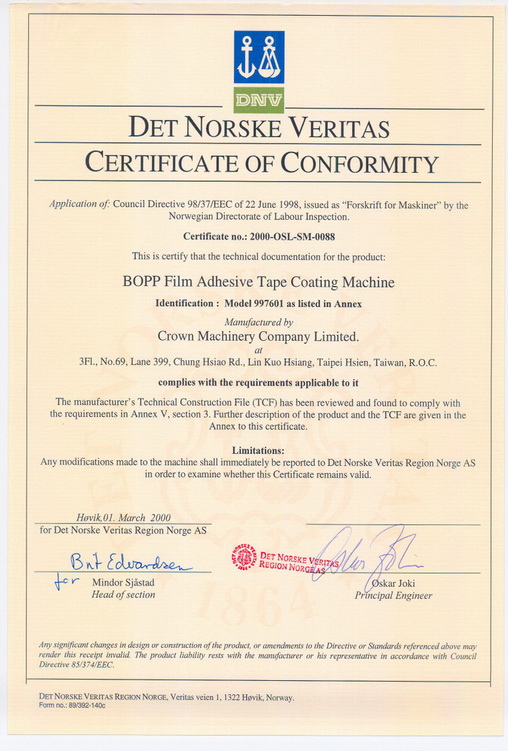 DNV
DET NORSKE VERITAS
CERTIFICATE OF CONFORMITY
Application of: Council Directive 98/37/EEC of 22 June 1998, issued as “Forskrift for Maskiner” by the
Norwegian Directorate of Labour Inspection.
Certificate no.: 2000-OSL-SM-0088
This is certify that the technical documentation for the product:
BOPP Film Adhesive Tape Coating Machine
Identification : Model 997601 as listed in Annex
Manufactured by
Crown Machinery Company Limited.
at
3Fl., No.69, Lane 399, Chung Hsiao Rd., Lin Kuo Hsiang, Taipei Hsien, Taiwan, R.O.C.
complies with the requirements applicable to it
The manufacturer's Technical Construction File (TCF) has been reviewed and found to comply with
the requirements in Annex V, section 3. Further description of the product and the TCF are given in the
Annex to this certificate.
Limitations:
Any modifications made to the machine shall immediately be reported to Det Norske Veritas Region Norge AS
in order to examine whether this Certificate remains valid.
Høvik,01. March 2000
for Det Norske Veritas Region Norge AS
Edvardsen
for
Mindor Sjåstad
Head of section
DET NORSKE VERITAS
REGION NORGE AS
Oskar Joki
Principal Engineer
1864
Any significant changes in design or construction of the product, or amendments to the Directive or Standards referenced above may
render this receipt invalid. The product liability rests with the manufacturer or his representative in accordance with Council
Directive 85/374/EEC.
DET NORSKE VERITAS REGION NORGE, Veritas veien 1, 1322 Høvik, Norway.
Form no.: 89/392-140c